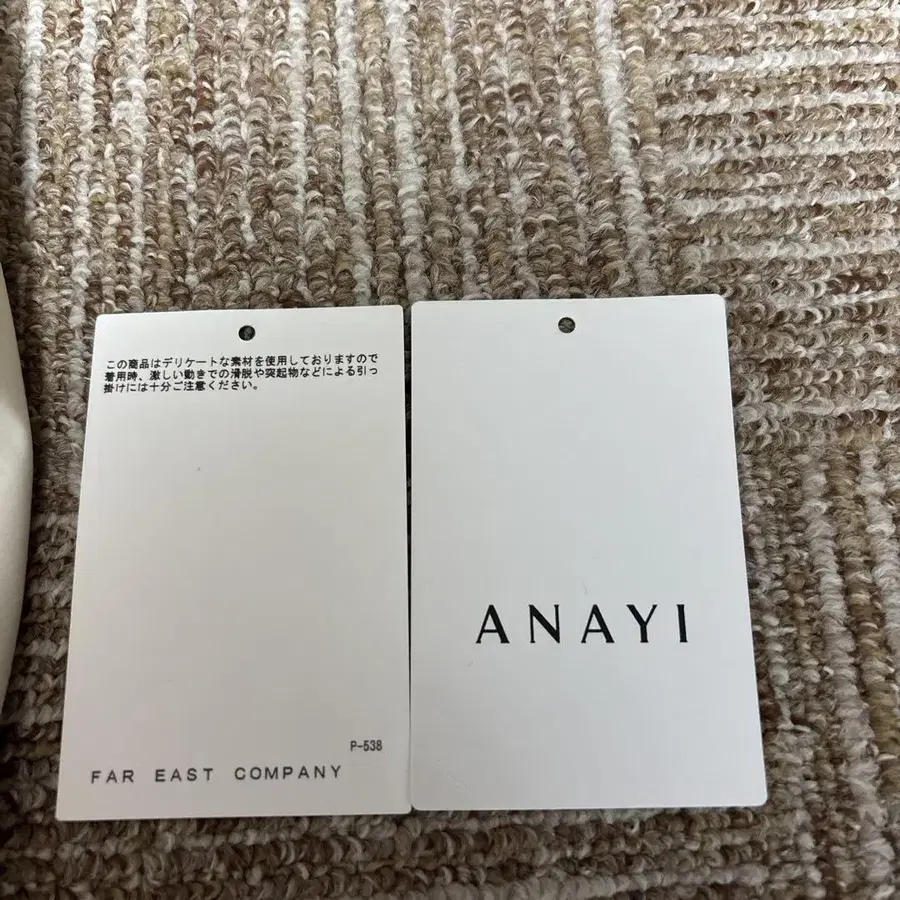 この商品はデリケートな素材を使用しておりますので
着用時、激しい動きでの滑脱や突起物などによる引っ
掛けには十分ご注意ください。
P-538
FAR EAST COMPANY
ANAYI